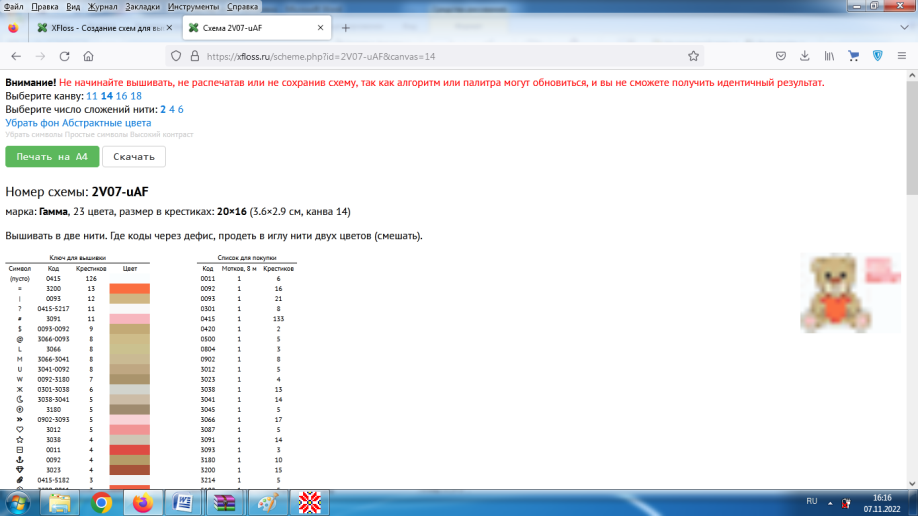 Файл Правка Вид Журнал Закладки Инструменты Справка
XFloss - Создание схем для выш
Схема 2V07-uAF
https://xfloss.ru/scheme.php?id=2V07-uAF&canvas=14
Внимание! Не начинайте вышивать, не распечатав или не сохранив схему, так как алгоритм или палитра могут обновиться, и вы не сможете получить идентичный результат.
Выберите канву: 11 14 16 18
Выберите число сложений нити: 2 4 6
Убрать фон Абстрактные цвета
Убрать символы Простые символы Высокий контраст
Печать на А4 Скачать
Номер схемы: 2V07-uAF
марка: Гамма, 23 цвета, размер в крестиках: 20×16 (3.6×2.9 см, канва 14)
Вышивать в две нити. Где коды через дефис, продеть в иглу нити двух цветов (смешать).
Ключ для вышивки
Символ Код Крестиков Цвет
(пусто) 0415 126
= 3200 13
| 0093 12
? 0415-5217 11
# 3091 11
$ 0093-0092 9
@ 3066-0093 8
L 3066 8
M 3066-3041 8
U 3041-0092 8
W 0092-3180 7
Ж 0301-3038 6
3038-3041 5
3180 5
0902-3093 5
3012 5
3038 4
0011 4
0092 4
3023 4
0415-5182 3
Список для покупки
Код Мотков, 8 м Крестиков
0011 1 6
0092 1 16
0093 1 21
0301 1 8
0415 1 133
0420 1 2
0500 1 5
0804 1 3
0902 1 8
3012 1 5
3023 1 4
3038 1 13
3041 1 14
3045 1 5
3066 1 17
3087 1 5
3091 1 14
3093 1 3
3180 1 10
3200 1 15
3214 1 5
RU
16:16
07.11.2022